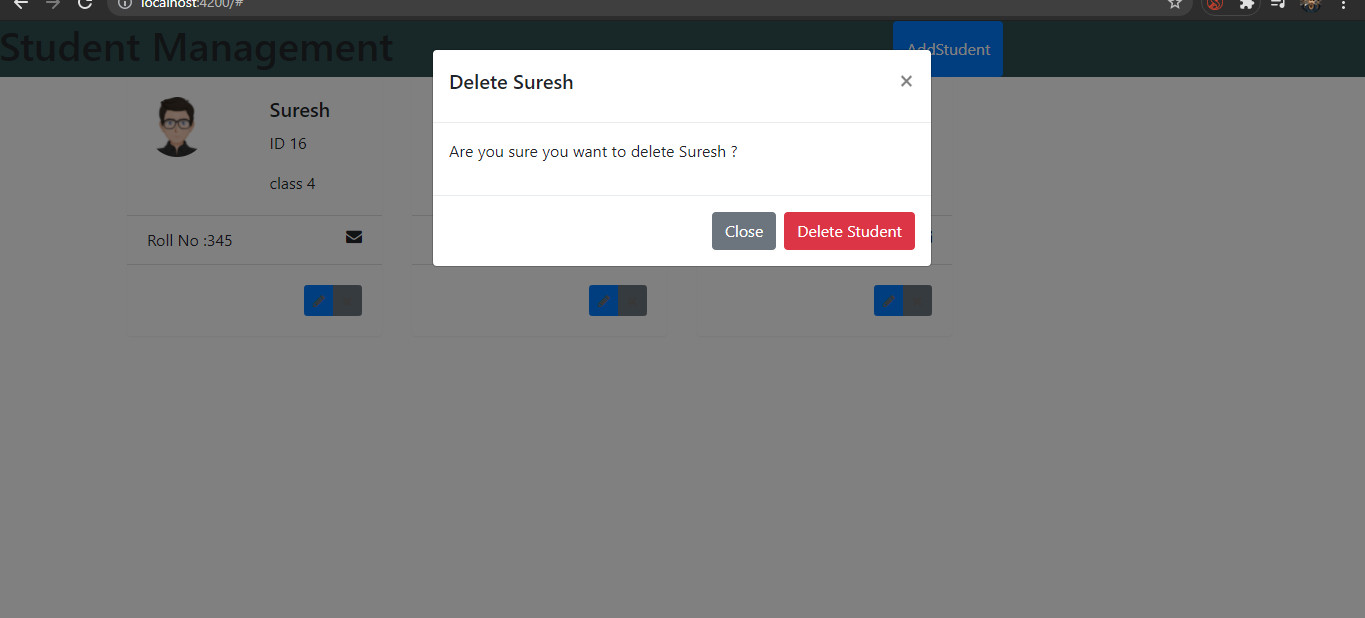 localhost:4200/#
Student Management
AddStudent
Delete Suresh
×
Are you sure you want to delete Suresh ?
Close
Delete Student
Suresh
ID 16
class 4
Roll No :345